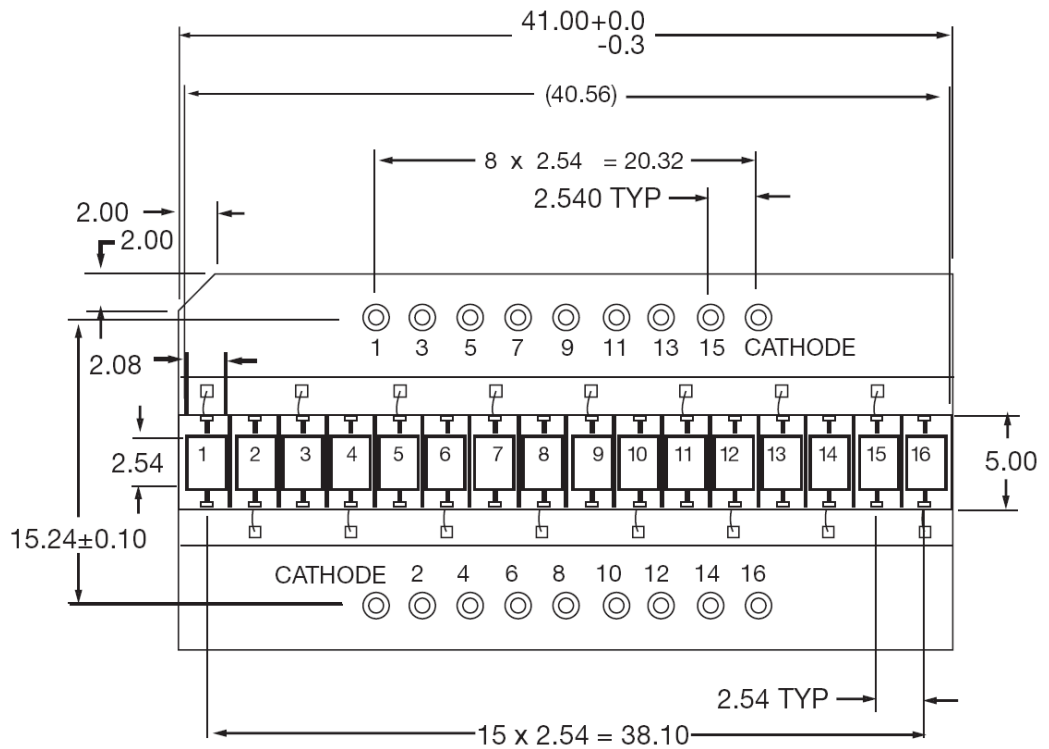 41.00+0.0
-0.3
(40.56)
8 x 2.54 = 20.32
2.540 TYP
2.00
2.00
1 3 5 7 9 11 13 15 CATHODE
2.08
1 2 3 4 5 6 7 8 9 10 11 12 13 14 15 16
2.54
5.00
15.24±0.10
CATHODE 2 4 6 8 10 12 14 16
2.54 TYP
15 x 2.54 = 38.10